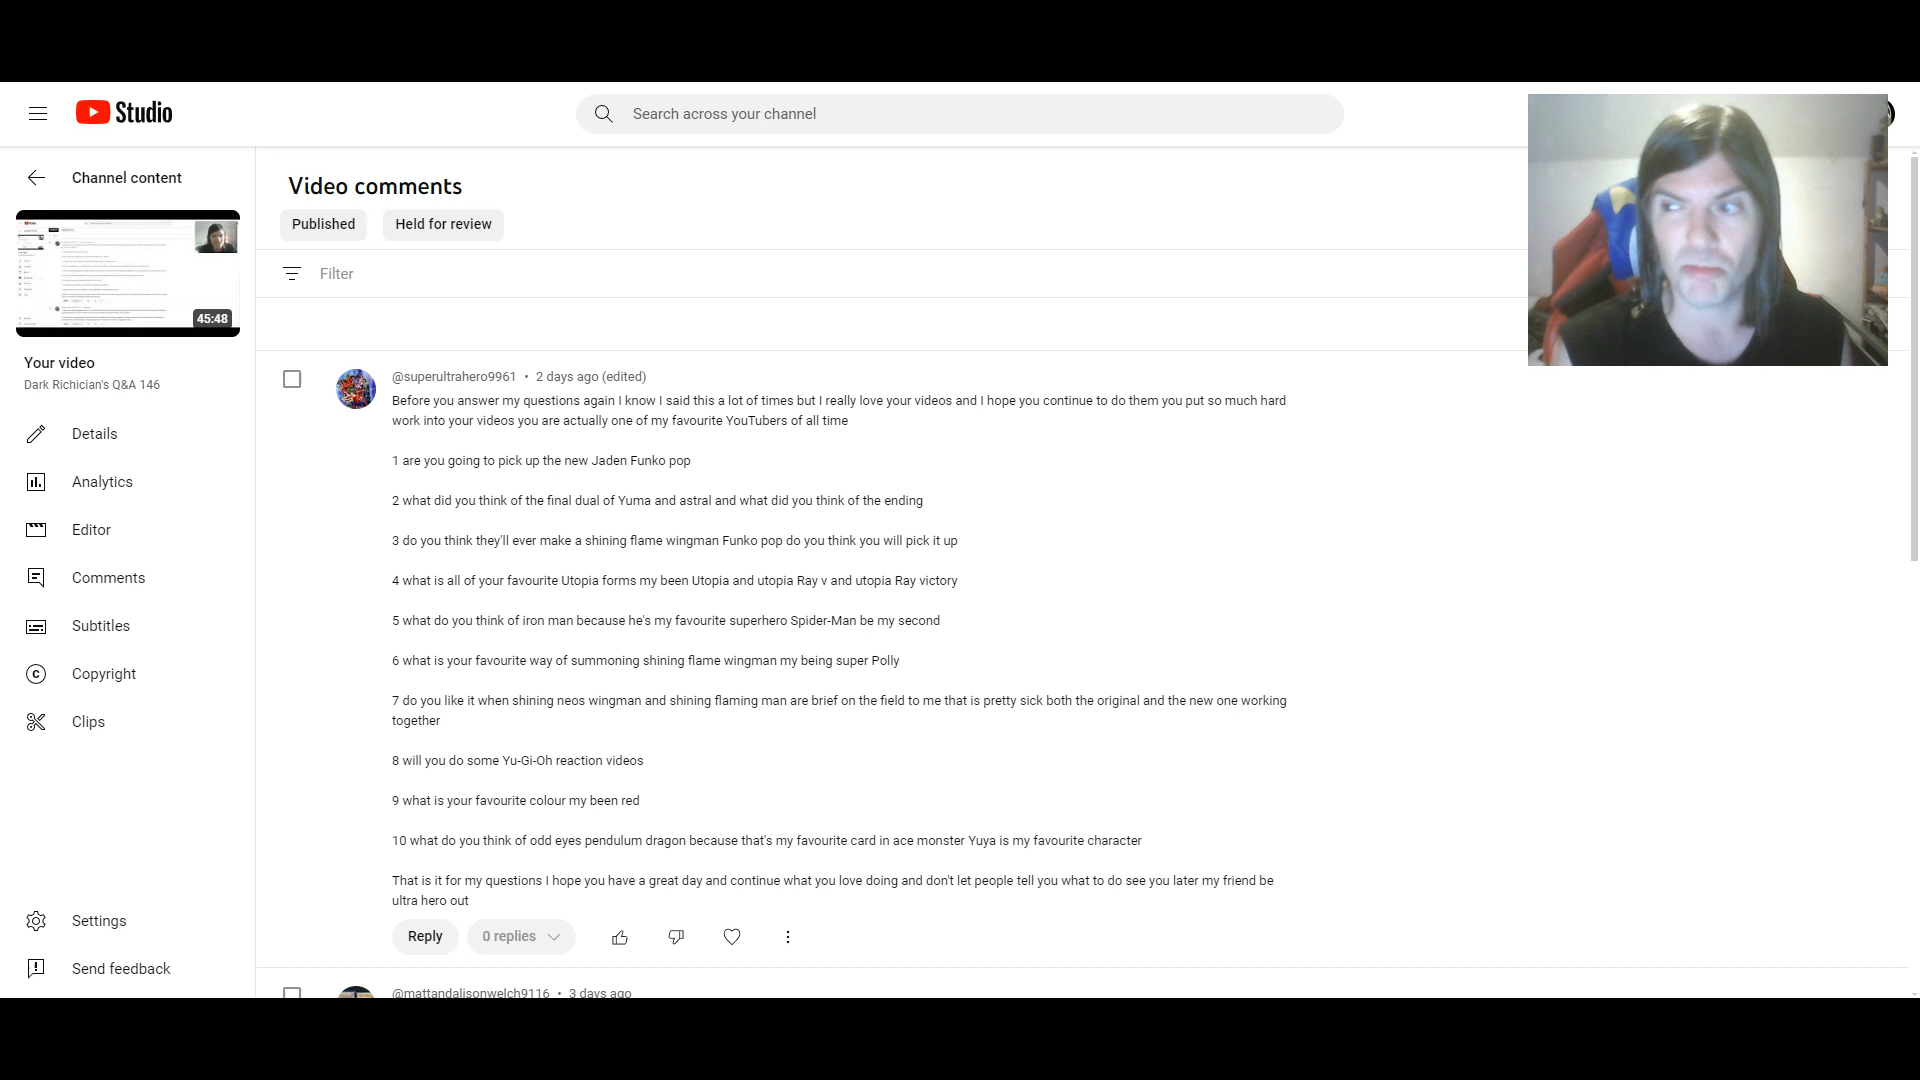 Studio
Search across your channel
Channel content
Video comments
Published
Held for review
Filter
45:48
Your video
Dark Richician's Q&A 146
Details
Analytics
Editor
Comments
Subtitles
Copyright
Clips
Settings
Send feedback
@superultrahero9961 • 2 days ago (edited)
Before you answer my questions again I know I said this a lot of times but I really love your videos and I hope you continue to do them you put so much hard
work into your videos you are actually one of my favourite YouTubers of all time
1 are you going to pick up the new Jaden Funko pop
2 what did you think of the final dual of Yuma and astral and what did you think of the ending
3 do you think they'll ever make a shining flame wingman Funko pop do you think you will pick it up
4 what is all of your favourite Utopia forms my been Utopia and utopia Ray v and utopia Ray victory
5 what do you think of iron man because he's my favourite superhero Spider-Man be my second
6 what is your favourite way of summoning shining flame wingman my being super Polly
7 do you like it when shining neos wingman and shining flaming man are brief on the field to me that is pretty sick both the original and the new one working
together
8 will you do some Yu-Gi-Oh reaction videos
9 what is your favourite colour my been red
10 what do you think of odd eyes pendulum dragon because that's my favourite card in ace monster Yuya is my favourite character
That is it for my questions I hope you have a great day and continue what you love doing and don't let people tell you what to do see you later my friend be
ultra hero out
Reply
0 replies
@mattandalisonwelch9116 • 3 days ago